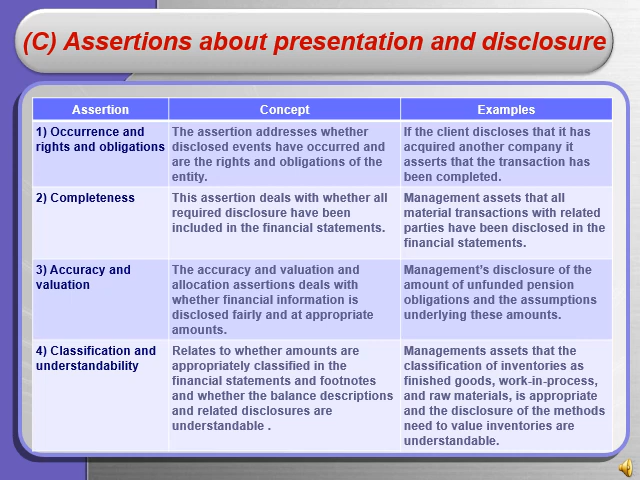 (C) Assertions about presentation and disclosure
Assertion
Concept
Examples
1) Occurrence and
rights and obligations
The assertion addresses whether
disclosed events have occurred and
are the rights and obligations of the
entity.
If the client discloses that it has
acquired another company it
asserts that the transaction has
been completed.
2) Completeness
This assertion deals with whether all
required disclosure have been
included in the financial statements.
Management assets that all
material transactions with related
parties have been disclosed in the
financial statements.
3) Accuracy and
valuation
The accuracy and valuation and
allocation assertions deals with
whether financial information is
disclosed fairly and at appropriate
amounts.
Management’s disclosure of the
amount of unfunded pension
obligations and the assumptions
underlying these amounts.
4) Classification and
understandability
Relates to whether amounts are
appropriately classified in the
financial statements and footnotes
and whether the balance descriptions
and related disclosures are
understandable .
Managements assets that the
classification of inventories as
finished goods, work-in-process,
and raw materials, is appropriate
and the disclosure of the methods
need to value inventories are
understandable.